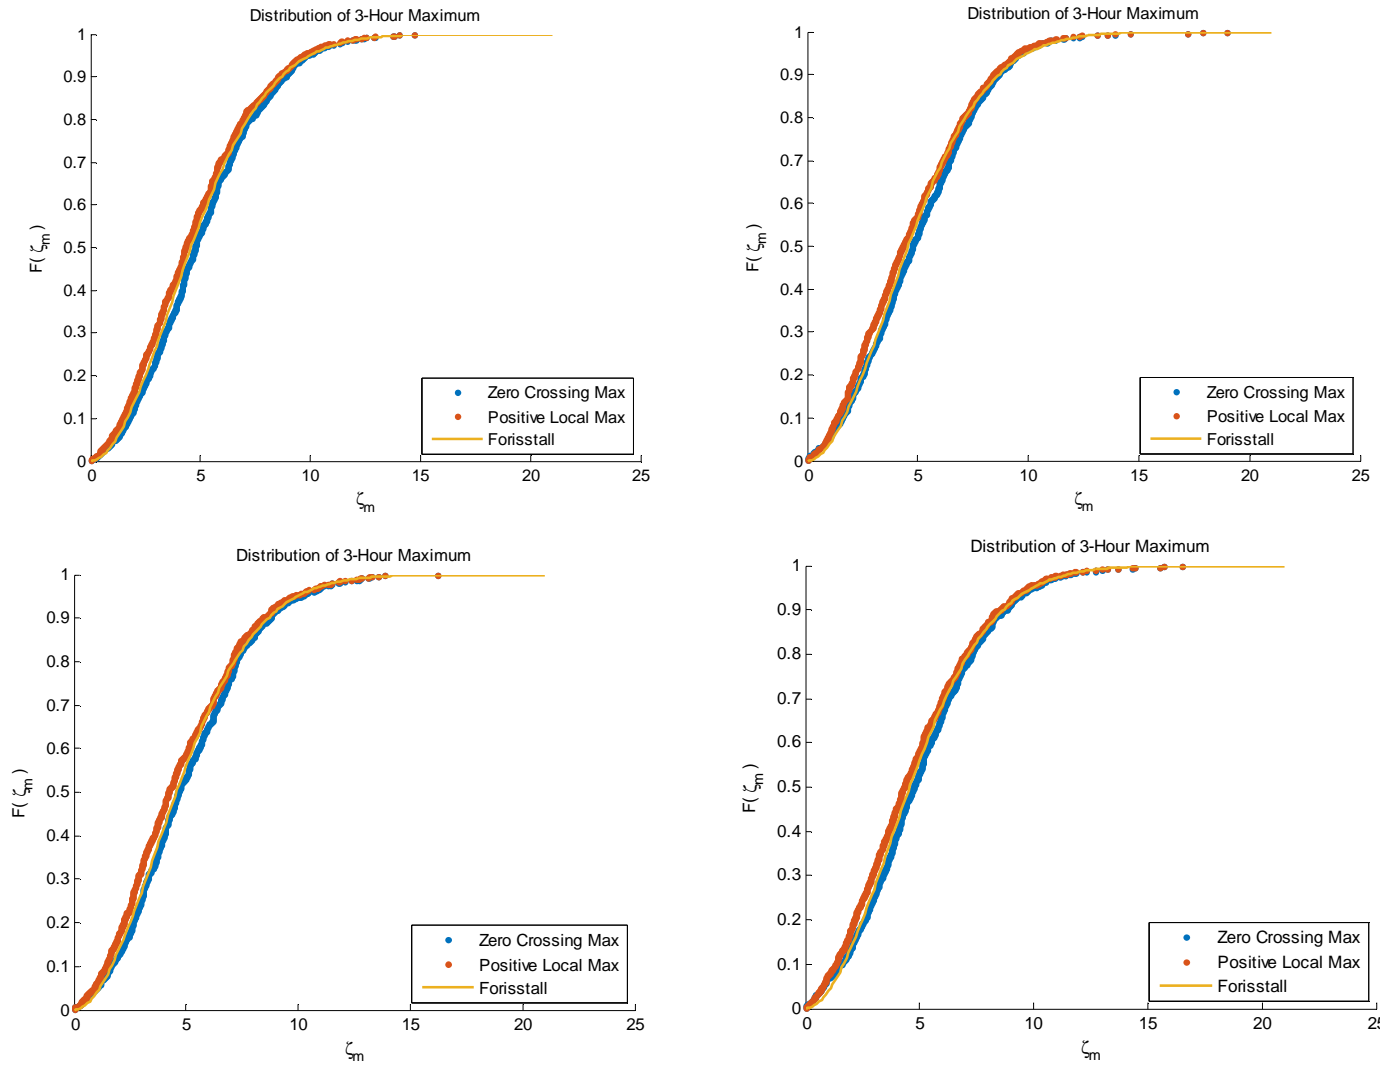 Distribution of 3-Hour Maximum
1
0.9
0.8
0.7
0.6
0.5
0.4
0.3
0.2
0.1
0
F( ζm)
0 5 10 15 20 25
ζm
Zero Crossing Max
Positive Local Max
Forisstall
Distribution of 3-Hour Maximum
1
0.9
0.8
0.7
0.6
0.5
0.4
0.3
0.2
0.1
0
F( ζm)
0 5 10 15 20 25
ζm
Zero Crossing Max
Positive Local Max
Forisstall
Distribution of 3-Hour Maximum
1
0.9
0.8
0.7
0.6
0.5
0.4
0.3
0.2
0.1
0
F( ζm)
0 5 10 15 20 25
ζm
Zero Crossing Max
Positive Local Max
Forisstall
Distribution of 3-Hour Maximum
1
0.9
0.8
0.7
0.6
0.5
0.4
0.3
0.2
0.1
0
F( ζm)
0 5 10 15 20 25
ζm
Zero Crossing Max
Positive Local Max
Forisstall